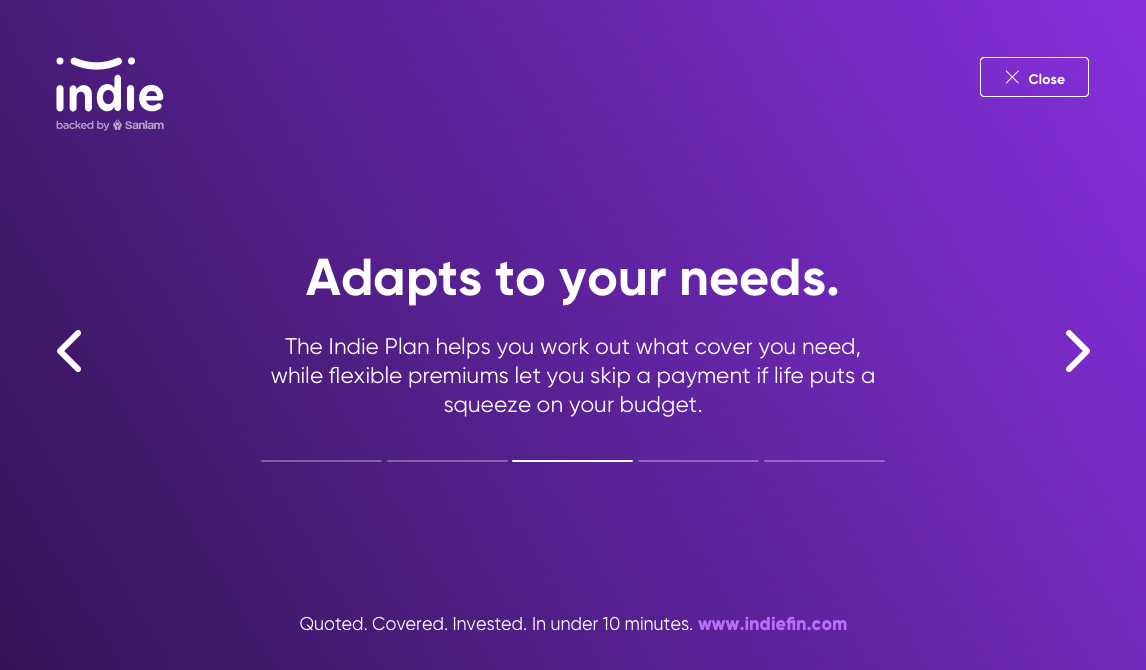 indie
backed by Sanlam
Close
Adapts to your needs.
The Indie Plan helps you work out what cover you need,
while flexible premiums let you skip a payment if life puts a
squeeze on your budget.
Quoted. Covered. Invested. In under 10 minutes. www.indiefin.com